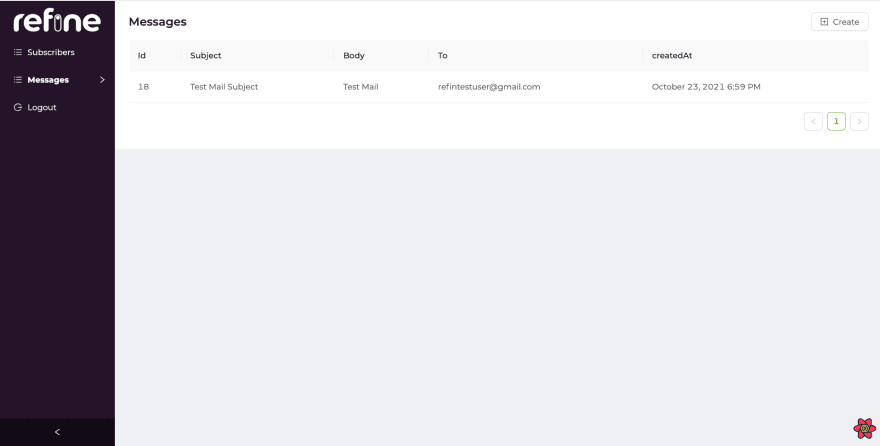 refine
Subscribers
Messages
Logout
Messages
Create
Id Subject Body To createdAt
18 Test Mail Subject Test Mail refintestuser@gmail.com October 23, 2021 6:59 PM
1